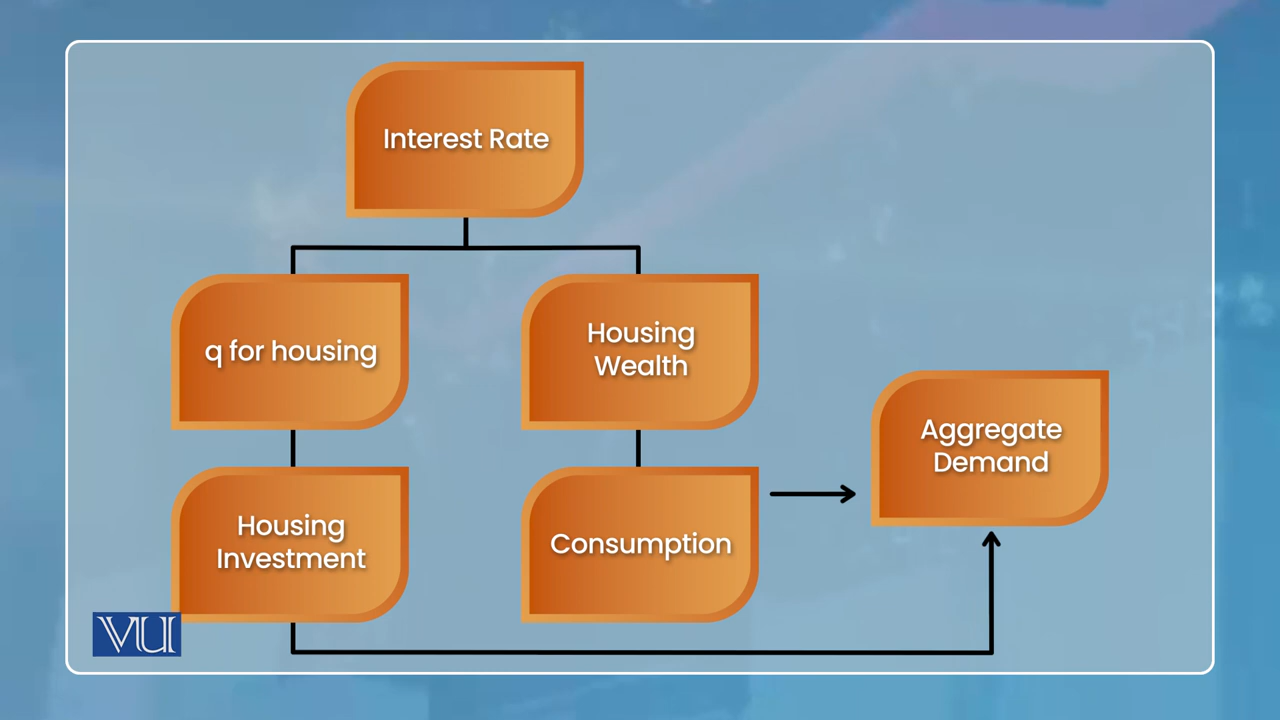 Interest Rate
q for housing
Housing
Wealth
Housing
Investment
Consumption
Aggregate
Demand
VU